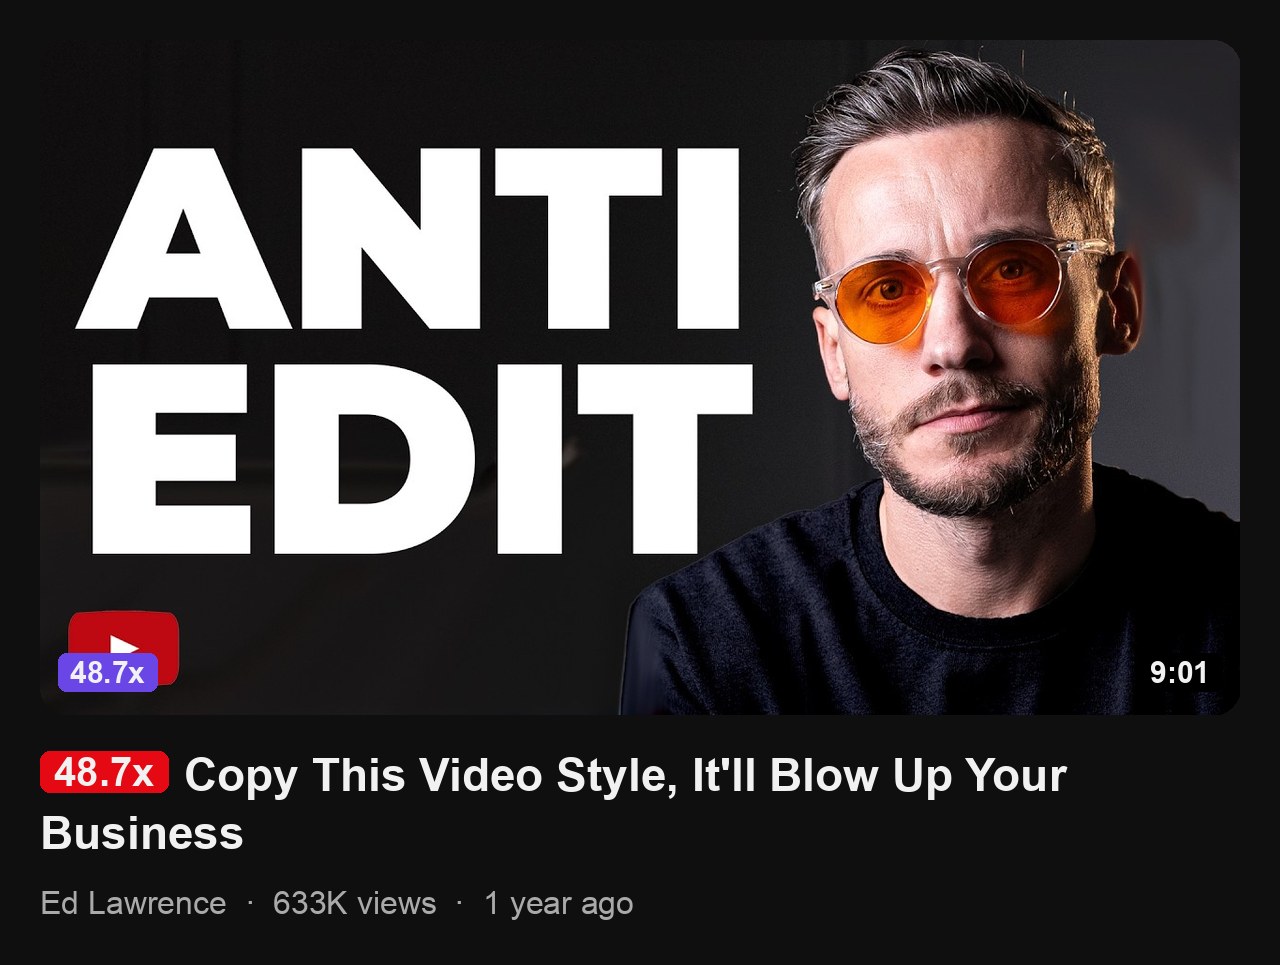 ANTI
EDIT
48.7x
9:01
48.7x Copy This Video Style, It'll Blow Up Your
Business
Ed Lawrence · 633K views · 1 year ago